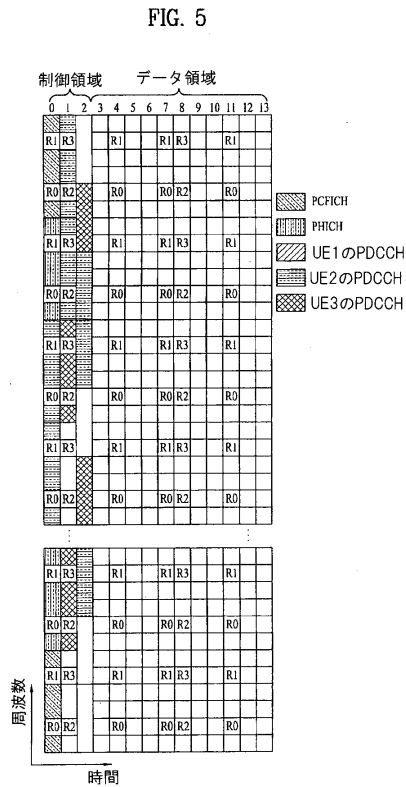 FIG. 5
制御領域 データ領域
0 1 2 3 4 5 6 7 8 9 10 11 12 13
R1 R3 R1 R1 R3 R1
R0 R2 R0 R0 R2 R0
R1 R3 R1 R1 R3 R1
R0 R2 R0 R0 R2 R0
R1 R3 R1 R1 R3 R1
R0 R2 R0 R0 R2 R0
R1 R3 R1 R1 R3 R1
R0 R2 R0 R0 R2 R0
R1 R3 R1 R1 R3 R1
R0 R2 R0 R0 R2 R0
R1 R3 R1 R1 R3 R1
R0 R2 R0 R0 R2 R0
PCFICH
PHICH
UE1のPDCCH
UE2のPDCCH
UE3のPDCCH
周波数
時間